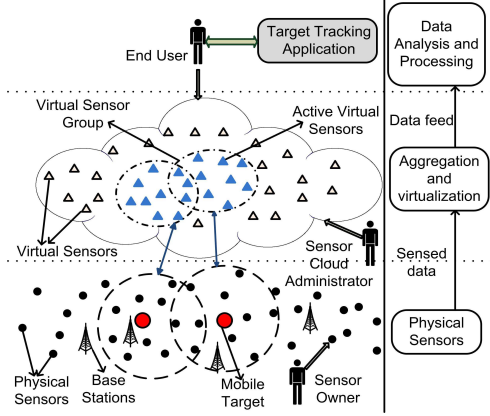 End User
Target Tracking
Application
Data
Analysis and
Processing
Virtual Sensor
Group
Active Virtual
Sensors
Data feed
Aggregation
and
virtualization
Virtual Sensors
Sensor
Cloud
Administrator
Sensed
data
Physical
Sensors
Physical
Sensors
Base
Stations
Mobile
Target
Sensor
Owner